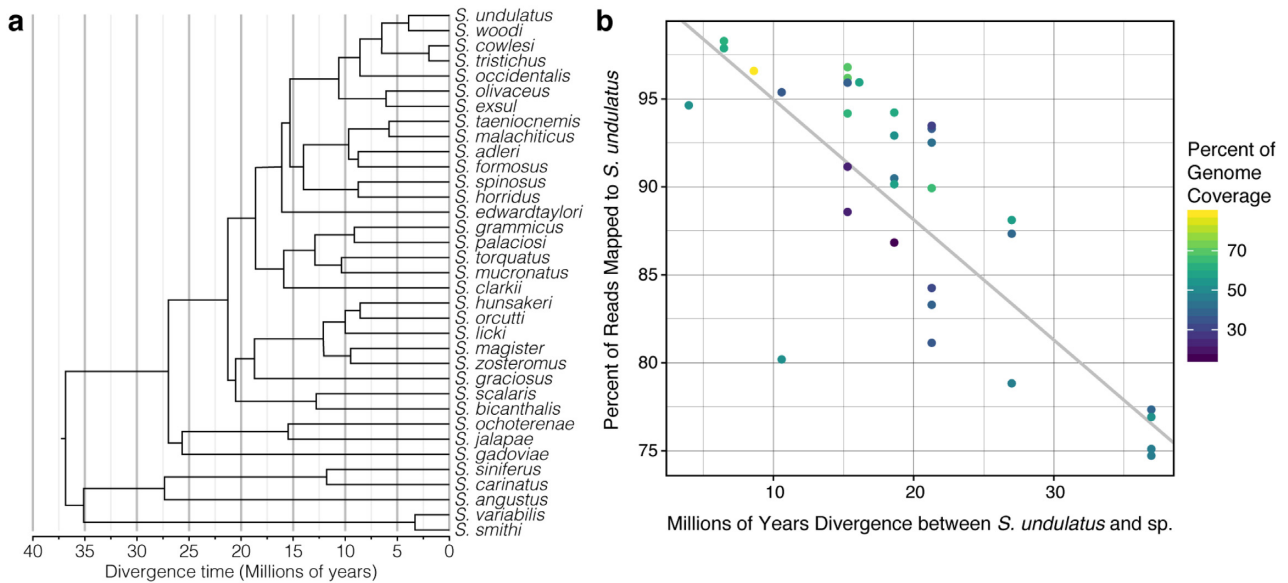 a
S. undulatus
S. woodi
S. cowlesi
S. tristichus
S. occidentalis
S. olivaceus
S. exsul
S. taeniocnemis
S. malachiticus
S. adleri
S. formosus
S. spinosus
S. horridus
S. edwardtaylori
S. grammicus
S. palaciosi
S. torquatus
S. mucronatus
S. clarkii
S. hunsakeri
S. orcutti
S. licki
S. magister
S. zosteromus
S. graciosus
S. scalaris
S. bicanthalis
S. ochoterenae
S. jalapae
S. gadoviae
S. siniferus
S. carinatus
S. angustus
S. variabilis
S. smithi
40 35 30 25 20 15 10 5 0
Divergence time (Millions of years)
b
Percent of Reads Mapped to S. undulatus
95
90
85
80
75
10 20 30
Millions of Years Divergence between S. undulatus and sp.
Percent of
Genome
Coverage
70
50
30